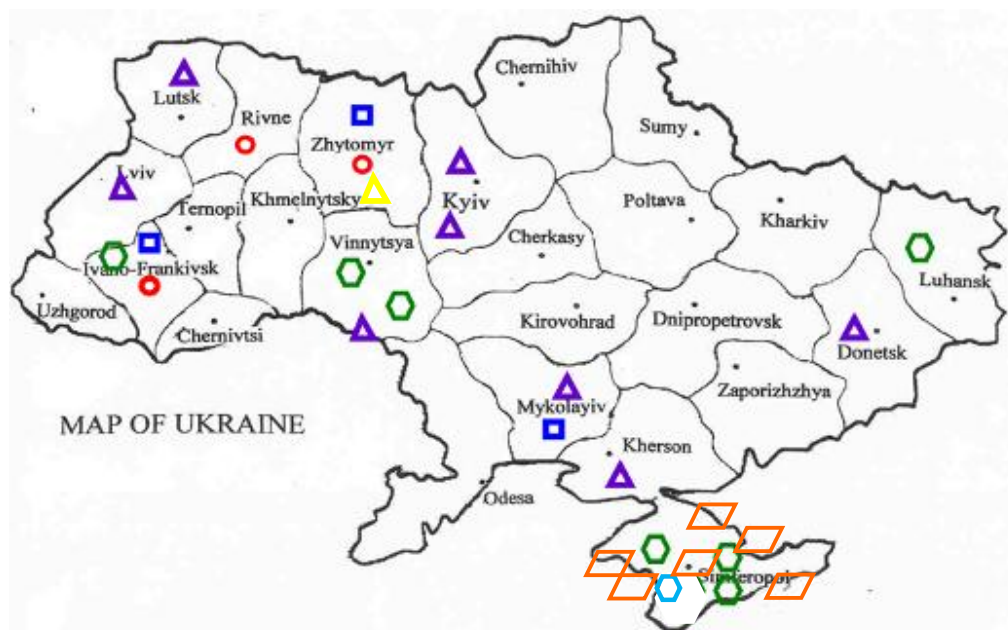 Chernihiv
Lutsk
Rivne
Sumy
Zhytomyr
Lviv
Khmelnytsky
Kyiv
Ternopil
Poltava
Kharkiv
Vinnytsya
Cherkasy
Ivano-Frankivsk
Luhansk
Uzhgorod
Chernivtsi
Kirovohrad
Dnipropetrovsk
Donetsk
Zaporizhzhya
Mykolayiv
MAP OF UKRAINE
Kherson
Odesa
Simferopol